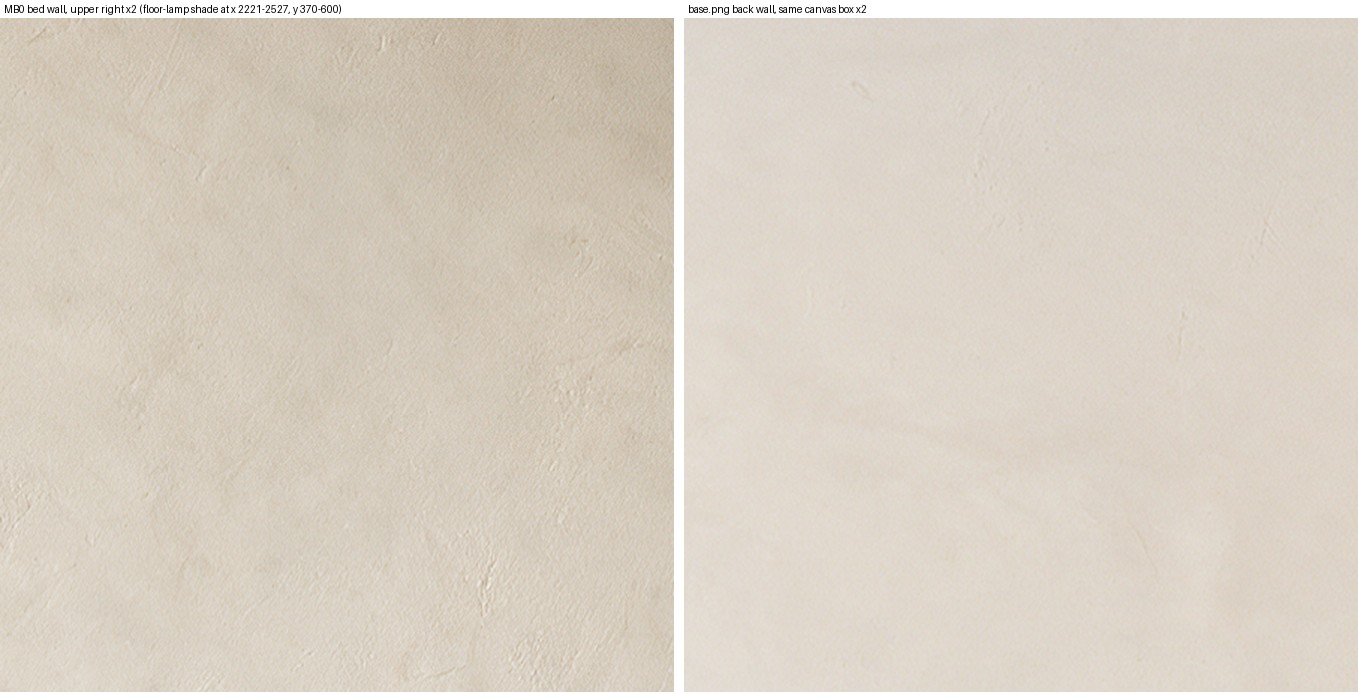 MB0 bed wall, upper right x2 (floor-lamp shade at x 2221-2527, y 370-600)
base.png back wall, same canvas box x2